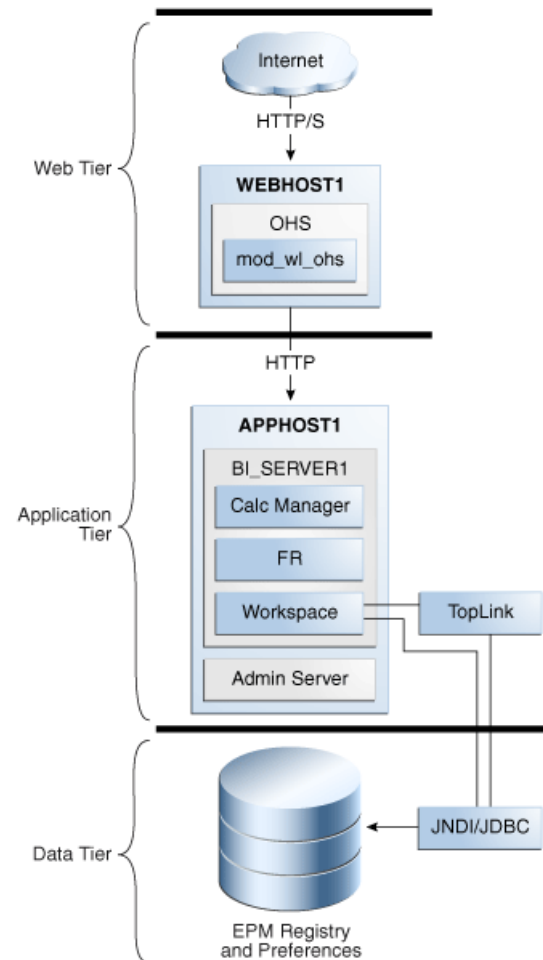 Internet
HTTP/S
Web Tier
WEBHOST1
OHS
mod_wl_ohs
HTTP
APPHOST1
BI_SERVER1
Calc Manager
Application
Tier
FR
Workspace
TopLink
Admin Server
Data Tier
JNDI/JDBC
EPM Registry
and Preferences